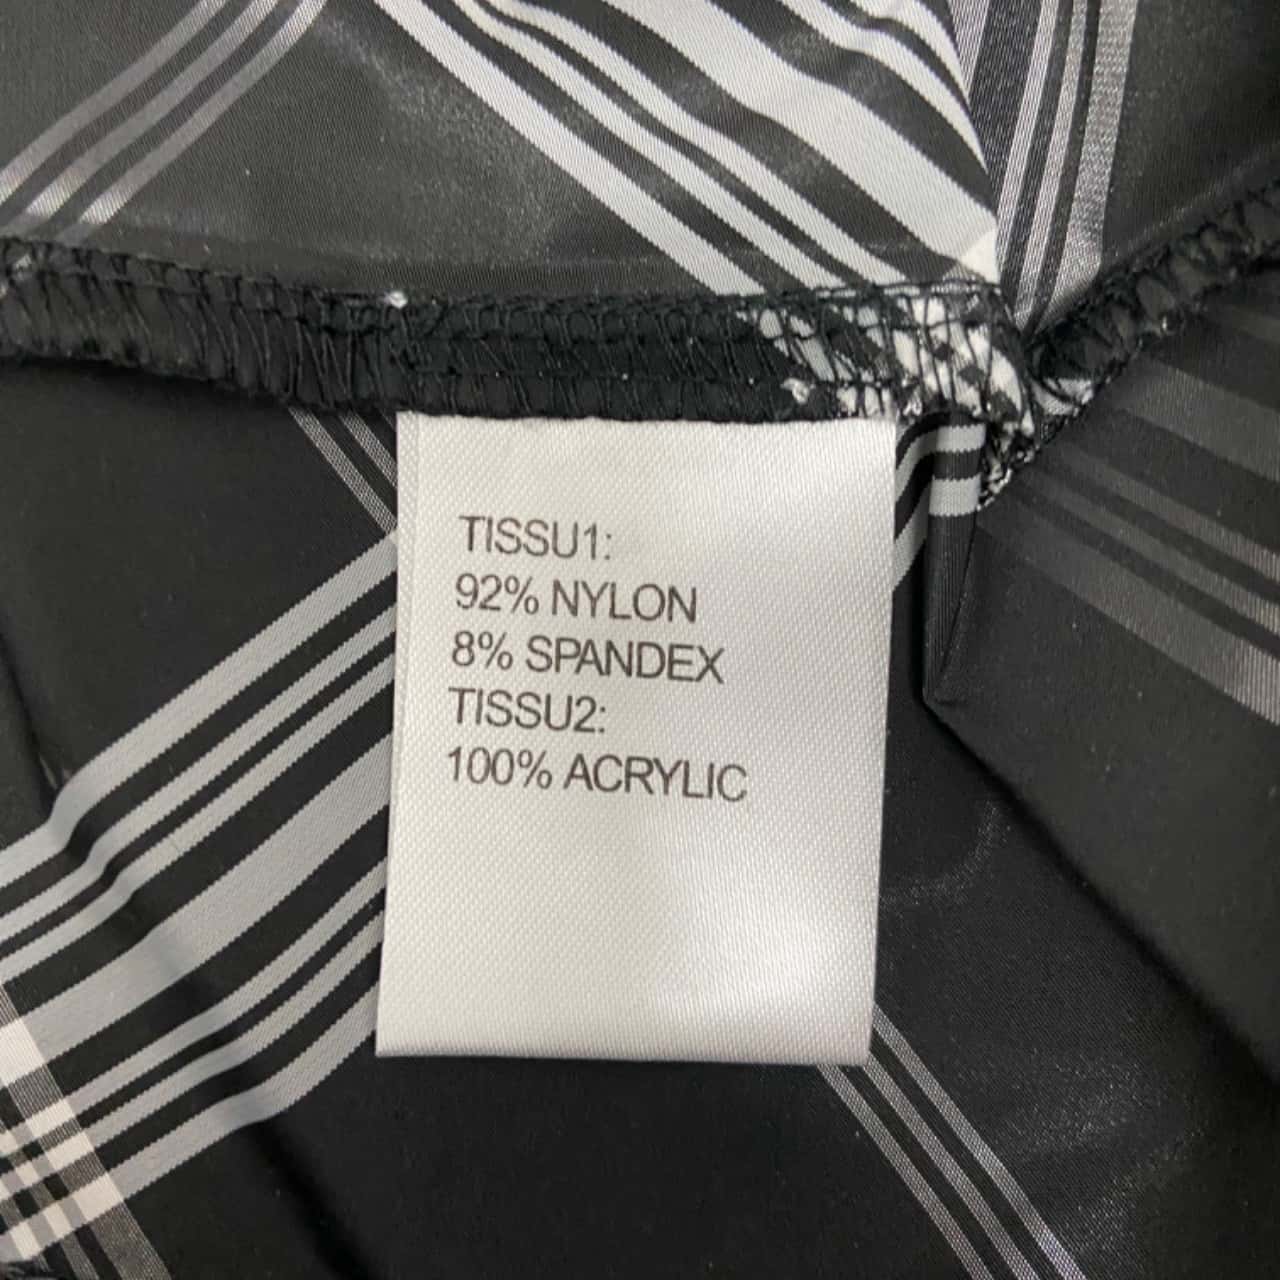 TISSU1:
92% NYLON
8% SPANDEX
TISSU2:
100% ACRYLIC